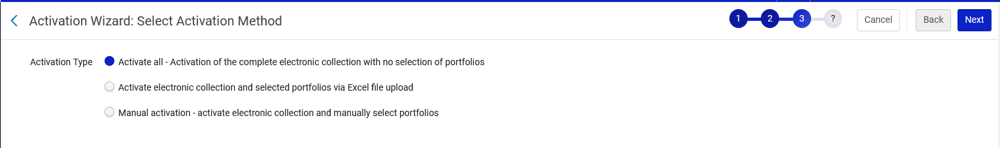 Activation Wizard: Select Activation Method
1 2 3 ?
Cancel Back Next
Activation Type
Activate all - Activation of the complete electronic collection with no selection of portfolios
Activate electronic collection and selected portfolios via Excel file upload
Manual activation - activate electronic collection and manually select portfolios